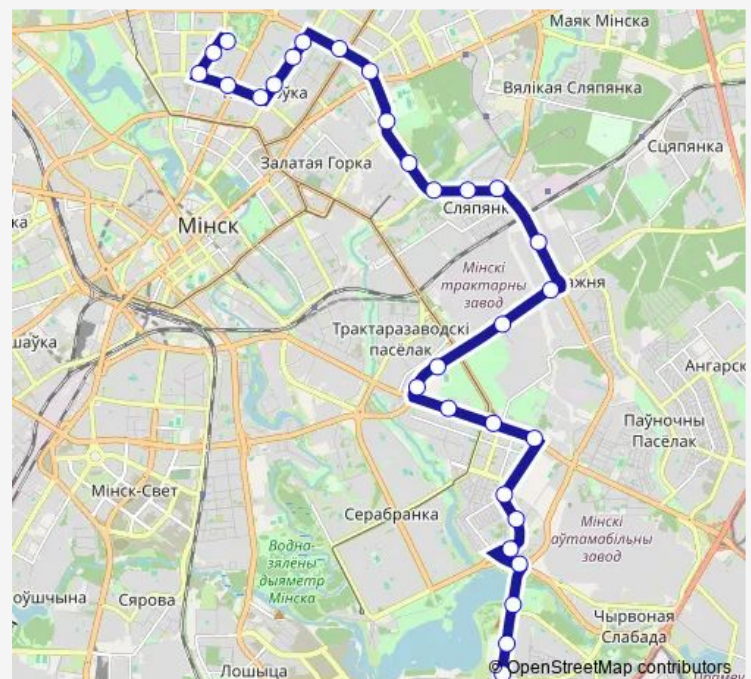 Маяк Мінска
Вялікая Сляпянка
Сцяпянка
Залатая Горка
Мінск
Мінскі
трактарны
завод
Трактаразаводскі
пасёлак
Ангарск
Паўночны
Пасёлак
Мінск-Свет
Серабранка
Мінскі
аўтамабільны
завод
Водна-
зялёны
дыяметр
Мінска
Сярова
Чырвоная
Слабада
Лошыца
© OpenStreetMap contributors